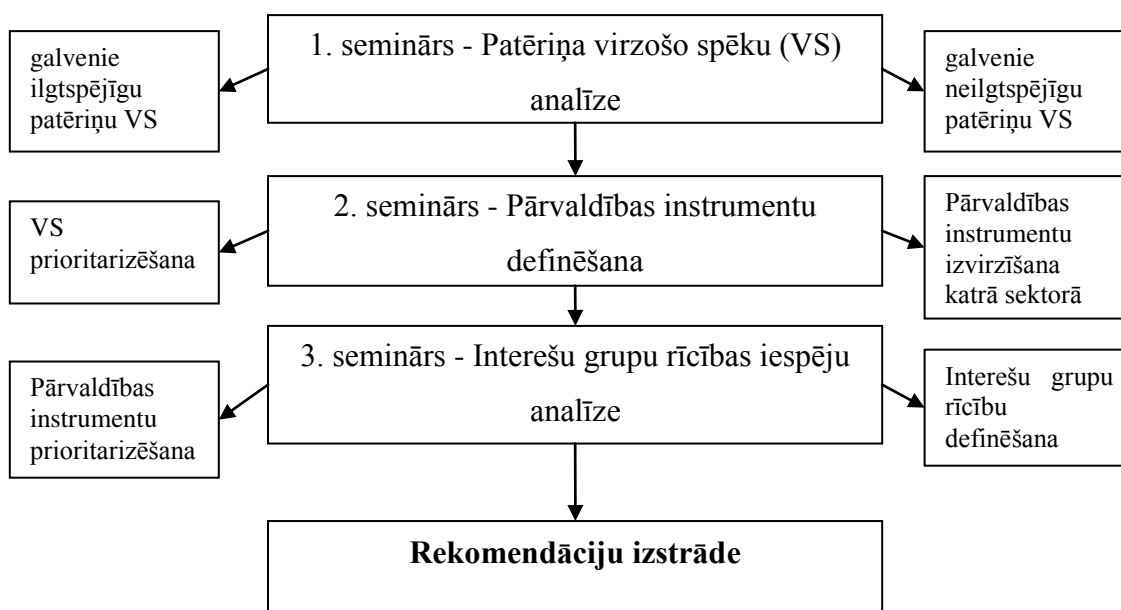 1. seminārs - Patēriņa virzošo spēku (VS)
analīze
galvenie
ilgtspējīgu
patēriņu VS
galvenie
neilgtspējīgu
patēriņu VS
2. seminārs - Pārvaldības instrumentu
definēšana
VS
prioritarizēšana
Pārvaldības
instrumentu
izvirzīšana
katrā sektorā
3. seminārs - Interešu grupu rīcības iespēju
analīze
Pārvaldības
instrumentu
prioritarizēšana
Interešu grupu
rīcību
definēšana
Rekomendāciju izstrāde